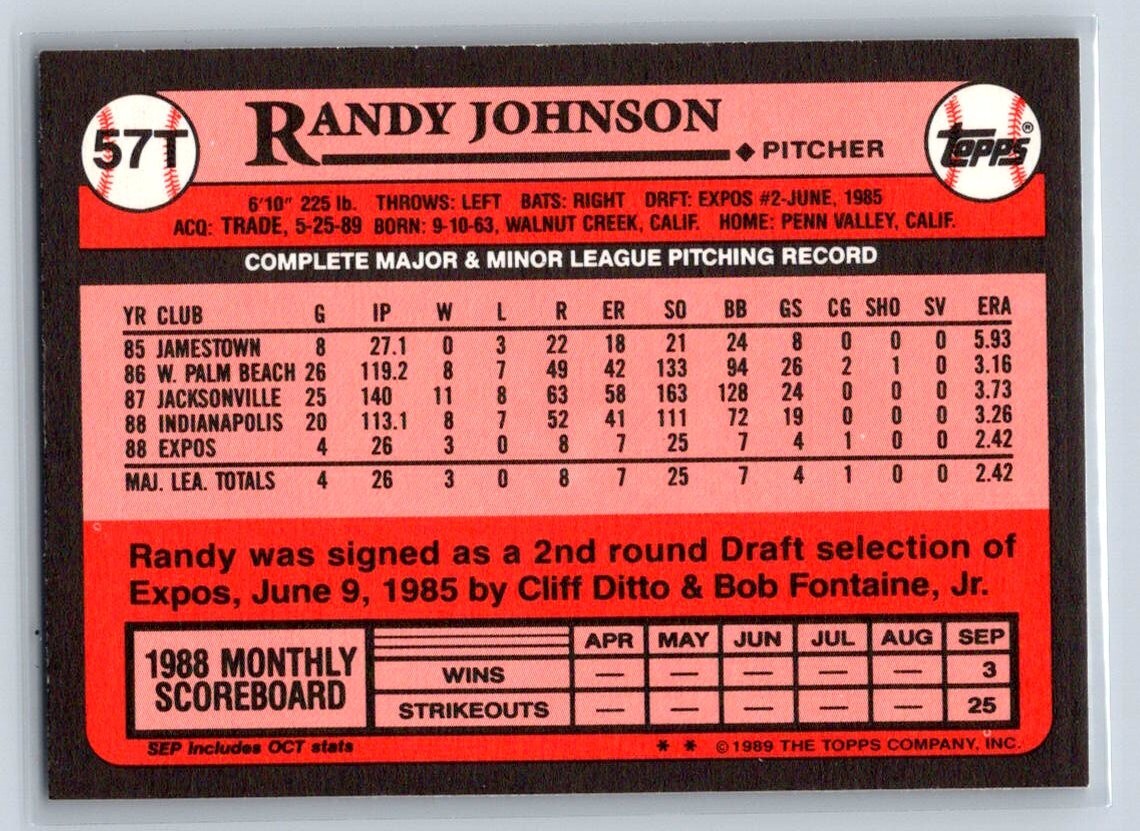 57T
RANDY JOHNSON
◆ PITCHER
TOPPS®
6'10" 225 lb. THROWS: LEFT BATS: RIGHT DRFT: EXPOS #2-JUNE, 1985
ACQ: TRADE, 5-25-89 BORN: 9-10-63, WALNUT CREEK, CALIF. HOME: PENN VALLEY, CALIF.
COMPLETE MAJOR & MINOR LEAGUE PITCHING RECORD
YR CLUB G IP W L R ER SO BB GS CG SHO SV ERA
85 JAMESTOWN 8 27.1 0 3 22 18 21 24 8 0 0 0 5.93
86 W. PALM BEACH 26 119.2 8 7 49 42 133 94 26 2 1 0 3.16
87 JACKSONVILLE 25 140 11 8 63 58 163 128 24 0 0 0 3.73
88 INDIANAPOLIS 20 113.1 8 7 52 41 111 72 19 0 0 0 3.26
88 EXPOS 4 26 3 0 8 7 25 7 4 1 0 0 2.42
MAJ. LEA. TOTALS 4 26 3 0 8 7 25 7 4 1 0 0 2.42
Randy was signed as a 2nd round Draft selection of
Expos, June 9, 1985 by Cliff Ditto & Bob Fontaine, Jr.
1988 MONTHLY
SCOREBOARD
APR MAY JUN JUL AUG SEP
WINS — — — — — 3
STRIKEOUTS — — — — — 25
SEP includes OCT stats
* * ©1989 THE TOPPS COMPANY, INC.